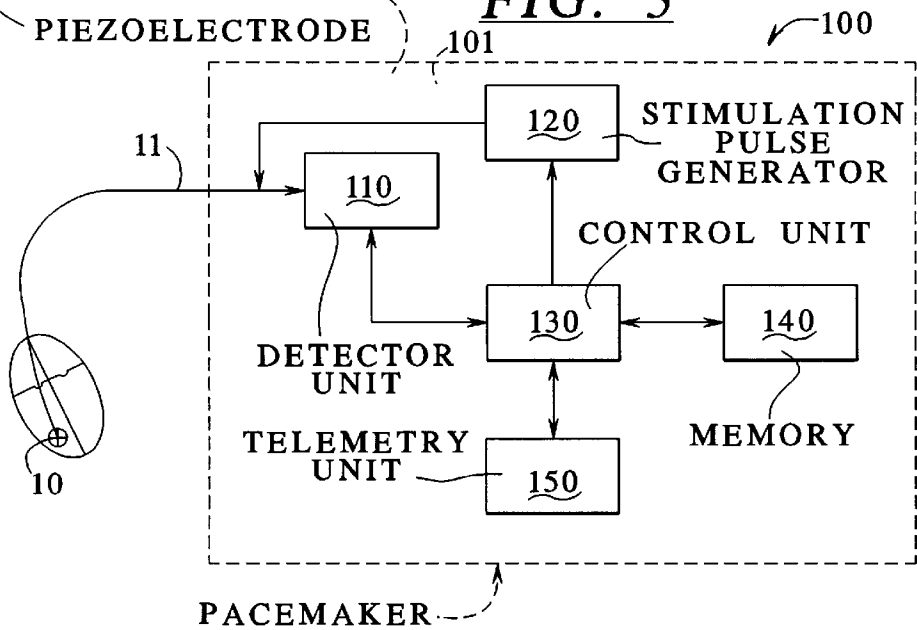 FIG. 5
PIEZOELECTRODE
101
100
120
STIMULATION
PULSE
GENERATOR
11
110
CONTROL UNIT
130
140
DETECTOR
UNIT
MEMORY
TELEMETRY
UNIT
150
10
PACEMAKER